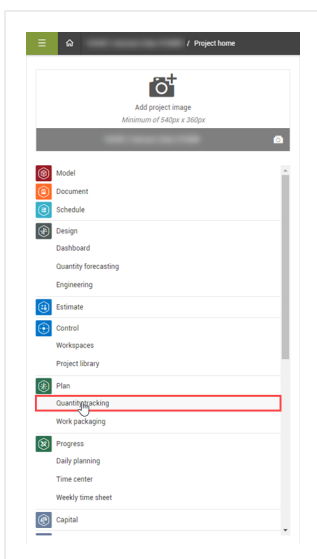 / Project home
Add project image
Minimum of 540px x 360px
Model
Document
Schedule
Design
Dashboard
Quantity forecasting
Engineering
Estimate
Control
Workspaces
Project library
Plan
Quantity tracking
Work packaging
Progress
Daily planning
Time center
Weekly time sheet
Capital